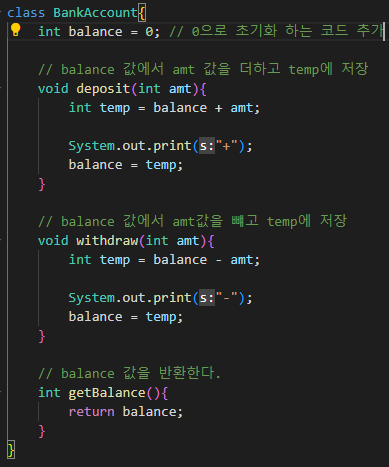 class BankAccount{
int balance = 0; // 0으로 초기화 하는 코드 추가
// balance 값에서 amt 값을 더하고 temp에 저장
void deposit(int amt){
int temp = balance + amt;
System.out.print(s:"+");
balance = temp;
}
// balance 값에서 amt값을 빼고 temp에 저장
void withdraw(int amt){
int temp = balance - amt;
System.out.print(s:"-");
balance = temp;
}
// balance 값을 반환한다.
int getBalance(){
return balance;
}
}